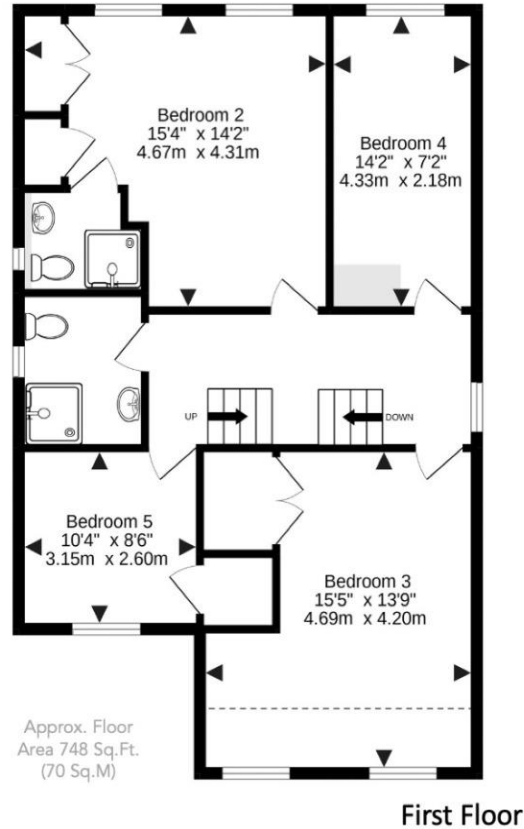 Bedroom 2
15'4" x 14'2"
4.67m x 4.31m
Bedroom 4
14'2" x 7'2"
4.33m x 2.18m
UP
DOWN
Bedroom 5
10'4" x 8'6"
3.15m x 2.60m
Bedroom 3
15'5" x 13'9"
4.69m x 4.20m
Approx. Floor
Area 748 Sq.Ft.
(70 Sq.M)
First Floor